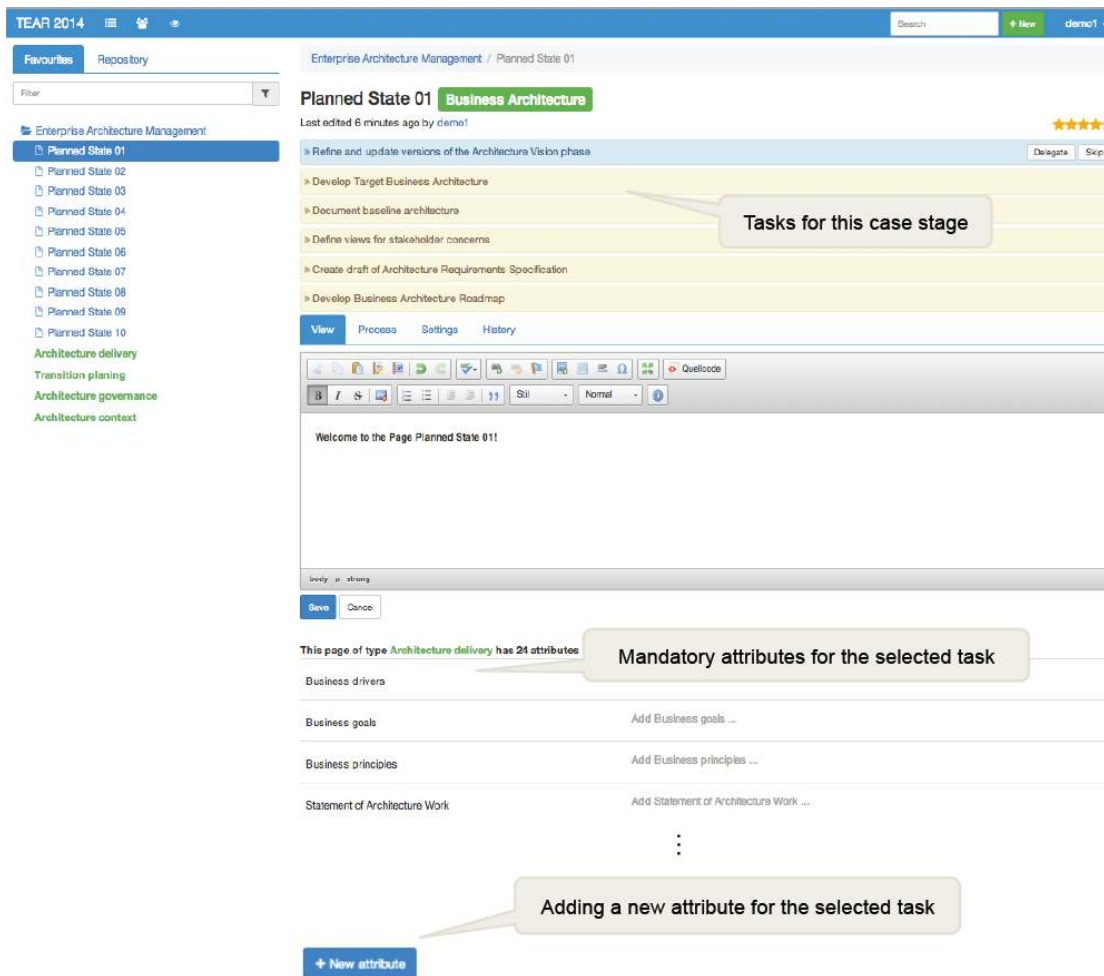 TEAR 2014
Search
+ New
demo1
Favourites Repository
Filter
Enterprise Architecture Management
Planned State 01
Planned State 02
Planned State 03
Planned State 04
Planned State 05
Planned State 06
Planned State 07
Planned State 08
Planned State 09
Planned State 10
Architecture delivery
Transition planing
Architecture governance
Architecture context
Enterprise Architecture Management / Planned State 01
Planned State 01 Business Architecture
Last edited 6 minutes ago by demo1
» Refine and update versions of the Architecture Vision phase
Delegate Skip
» Develop Target Business Architecture
» Document baseline architecture
» Define views for stakeholder concerns
» Create draft of Architecture Requirements Specification
» Develop Business Architecture Roadmap
Tasks for this case stage
View Process Settings History
Quellcode
B I S Stil Normal
Welcome to the Page Planned State 01!
body p strong
Save Cancel
This page of type Architecture delivery has 24 attributes
Mandatory attributes for the selected task
Business drivers
Business goals Add Business goals ...
Business principles Add Business principles ...
Statement of Architecture Work Add Statement of Architecture Work ...
Adding a new attribute for the selected task
+ New attribute